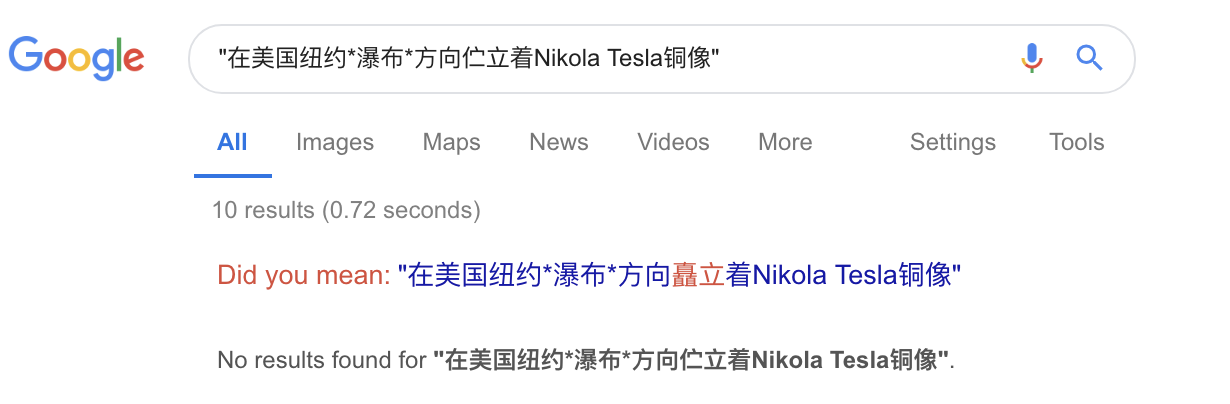 Google "在美国纽约*瀑布*方向伫立着Nikola Tesla铜像"
All Images Maps News Videos More Settings Tools
10 results (0.72 seconds)
Did you mean: "在美国纽约*瀑布*方向矗立着Nikola Tesla铜像"
No results found for "在美国纽约*瀑布*方向伫立着Nikola Tesla铜像".